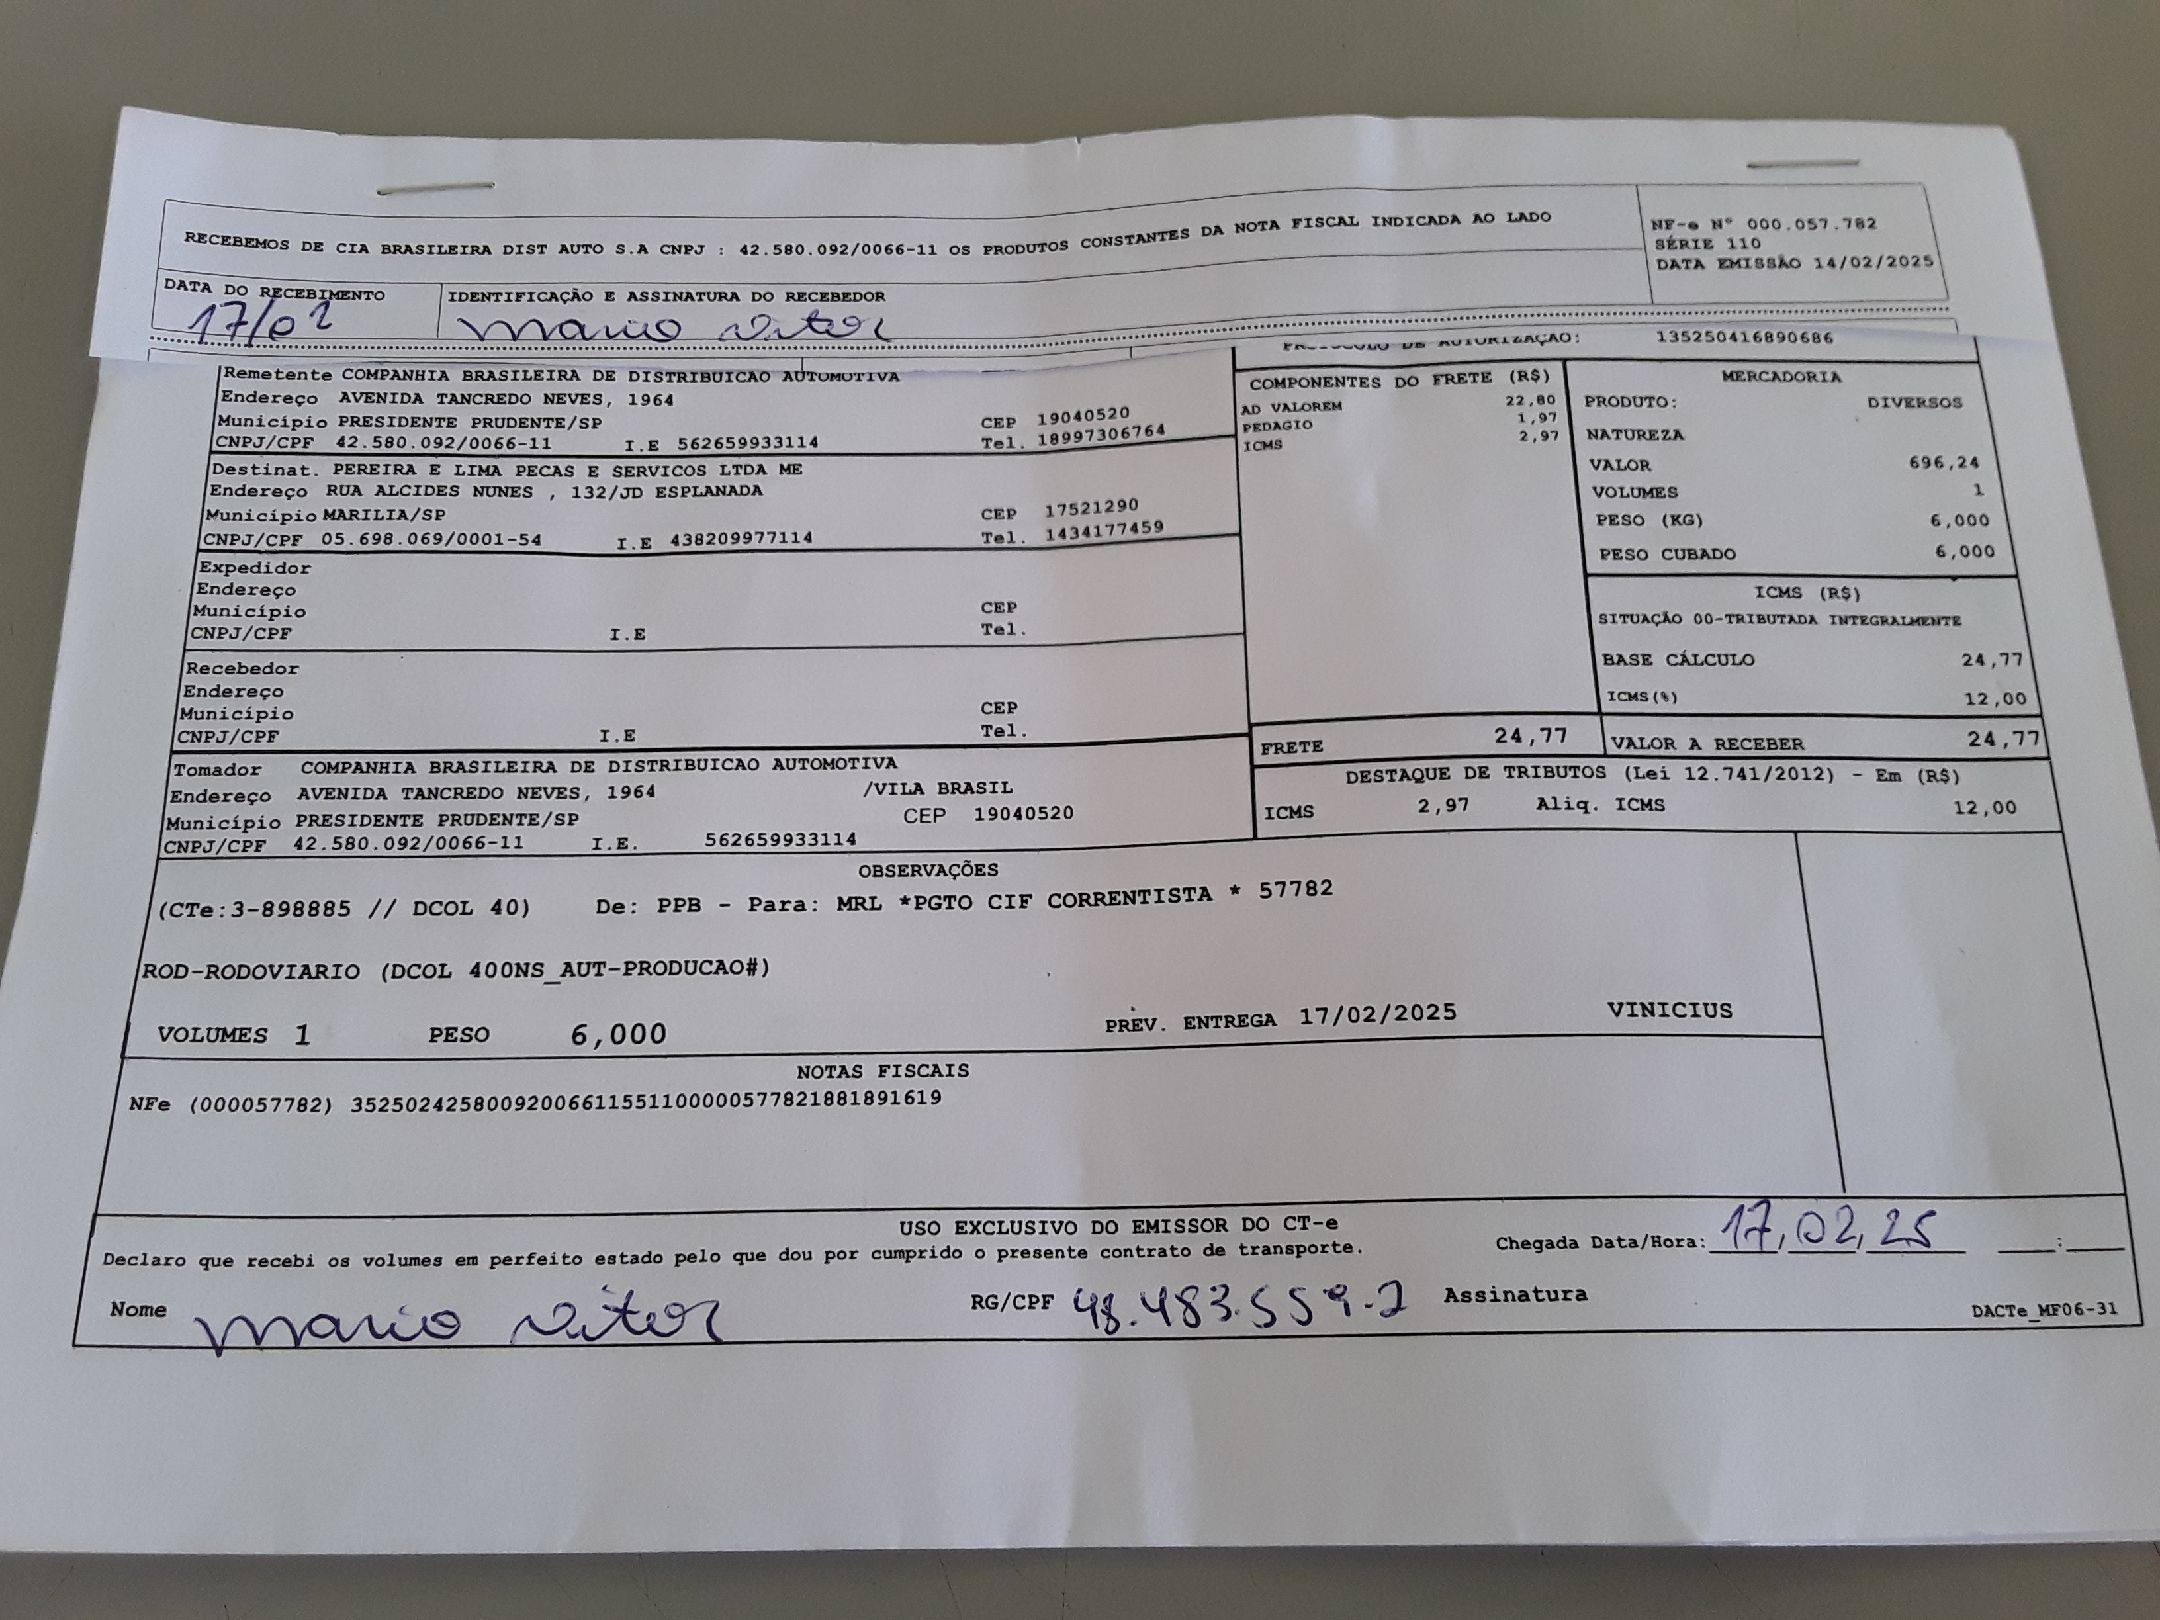 RECEBEMOS DE CIA BRASILEIRA DIST AUTO S.A CNPJ : 42.580.092/0066-11 OS PRODUTOS CONSTANTES DA NOTA FISCAL INDICADA AO LADO
NF-e Nº 000.057.782
SÉRIE 110
DATA EMISSÃO 14/02/2025
DATA DO RECEBIMENTO
17/02
IDENTIFICAÇÃO E ASSINATURA DO RECEBEDOR
Mario Vitor
PROTOCOLO DE AUTORIZAÇÃO: 135250416890686
Remetente COMPANHIA BRASILEIRA DE DISTRIBUICAO AUTOMOTIVA
Endereço AVENIDA TANCREDO NEVES, 1964
Município PRESIDENTE PRUDENTE/SP CEP 19040520
CNPJ/CPF 42.580.092/0066-11 I.E 562659933114 Tel. 18997306764
Destinat. PEREIRA E LIMA PECAS E SERVICOS LTDA ME
Endereço RUA ALCIDES NUNES , 132/JD ESPLANADA
Município MARILIA/SP CEP 17521290
CNPJ/CPF 05.698.069/0001-54 I.E 438209977114 Tel. 1434177459
Expedidor
Endereço
Município CEP
CNPJ/CPF I.E Tel.
Recebedor
Endereço
Município CEP
CNPJ/CPF I.E Tel.
Tomador COMPANHIA BRASILEIRA DE DISTRIBUICAO AUTOMOTIVA
Endereço AVENIDA TANCREDO NEVES, 1964 /VILA BRASIL
Município PRESIDENTE PRUDENTE/SP CEP 19040520
CNPJ/CPF 42.580.092/0066-11 I.E. 562659933114
COMPONENTES DO FRETE (R$)
AD VALOREM 22,80
PEDAGIO 1,97
ICMS 2,97
MERCADORIA
PRODUTO: DIVERSOS
NATUREZA
VALOR 696,24
VOLUMES 1
PESO (KG) 6,000
PESO CUBADO 6,000
ICMS (R$)
SITUAÇÃO 00-TRIBUTADA INTEGRALMENTE
BASE CÁLCULO 24,77
ICMS(%) 12,00
FRETE 24,77 VALOR A RECEBER 24,77
DESTAQUE DE TRIBUTOS (Lei 12.741/2012) - Em (R$)
ICMS 2,97 Aliq. ICMS 12,00
OBSERVAÇÕES
(CTe:3-898885 // DCOL 40) De: PPB - Para: MRL *PGTO CIF CORRENTISTA * 57782
ROD-RODOVIARIO (DCOL 400NS_AUT-PRODUCAO#)
VOLUMES 1 PESO 6,000 PREV. ENTREGA 17/02/2025 VINICIUS
NOTAS FISCAIS
NFe (000057782) 35250242580092006611551100000577821881891619
USO EXCLUSIVO DO EMISSOR DO CT-e
Declaro que recebi os volumes em perfeito estado pelo que dou por cumprido o presente contrato de transporte.
Chegada Data/Hora: 17,02,25 __:__
Nome Mario Vitor RG/CPF 48.483.559-2 Assinatura
DACTe_MF06-31